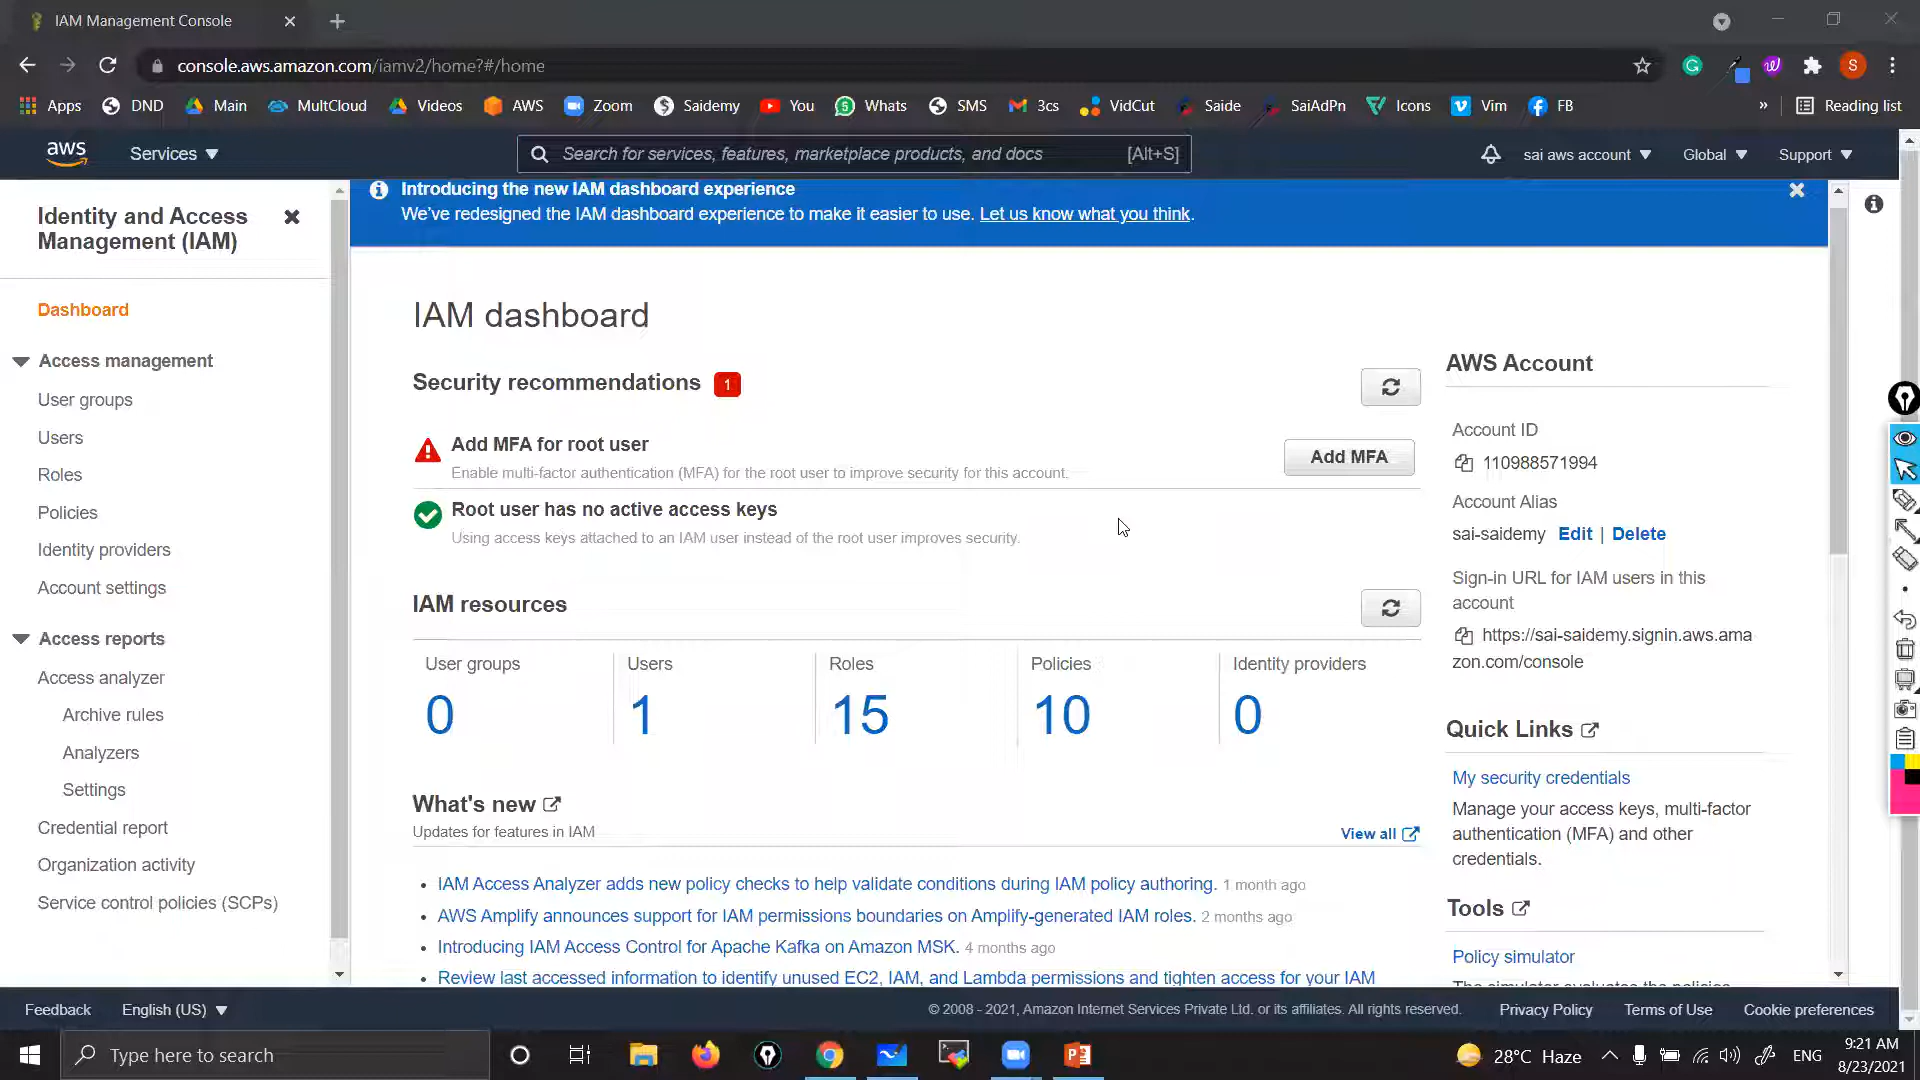 IAM Management Console
console.aws.amazon.com/iamv2/home?#/home
S
Apps DND Main MultCloud Videos AWS Zoom Saidemy You Whats SMS 3cs VidCut Saide SaiAdPn Icons Vim FB » Reading list
aws Services Search for services, features, marketplace products, and docs [Alt+S] sai aws account Global Support
Identity and Access
Management (IAM)
Dashboard
Access management
User groups
Users
Roles
Policies
Identity providers
Account settings
Access reports
Access analyzer
Archive rules
Analyzers
Settings
Credential report
Organization activity
Service control policies (SCPs)
Introducing the new IAM dashboard experience
We've redesigned the IAM dashboard experience to make it easier to use. Let us know what you think.
IAM dashboard
Security recommendations 1
Add MFA for root user
Enable multi-factor authentication (MFA) for the root user to improve security for this account.
Add MFA
Root user has no active access keys
Using access keys attached to an IAM user instead of the root user improves security.
IAM resources
User groups Users Roles Policies Identity providers
0 1 15 10 0
What's new
Updates for features in IAM
View all
• IAM Access Analyzer adds new policy checks to help validate conditions during IAM policy authoring. 1 month ago
• AWS Amplify announces support for IAM permissions boundaries on Amplify-generated IAM roles. 2 months ago
• Introducing IAM Access Control for Apache Kafka on Amazon MSK. 4 months ago
• Review last accessed information to identify unused EC2, IAM, and Lambda permissions and tighten access for your IAM
AWS Account
Account ID
110988571994
Account Alias
sai-saidemy Edit | Delete
Sign-in URL for IAM users in this
account
https://sai-saidemy.signin.aws.ama
zon.com/console
Quick Links
My security credentials
Manage your access keys, multi-factor
authentication (MFA) and other
credentials.
Tools
Policy simulator
The simulator evaluates the policies
Feedback English (US) © 2008 - 2021, Amazon Internet Services Private Ltd. or its affiliates. All rights reserved. Privacy Policy Terms of Use Cookie preferences
Type here to search
28°C Haze
ENG
9:21 AM
8/23/2021